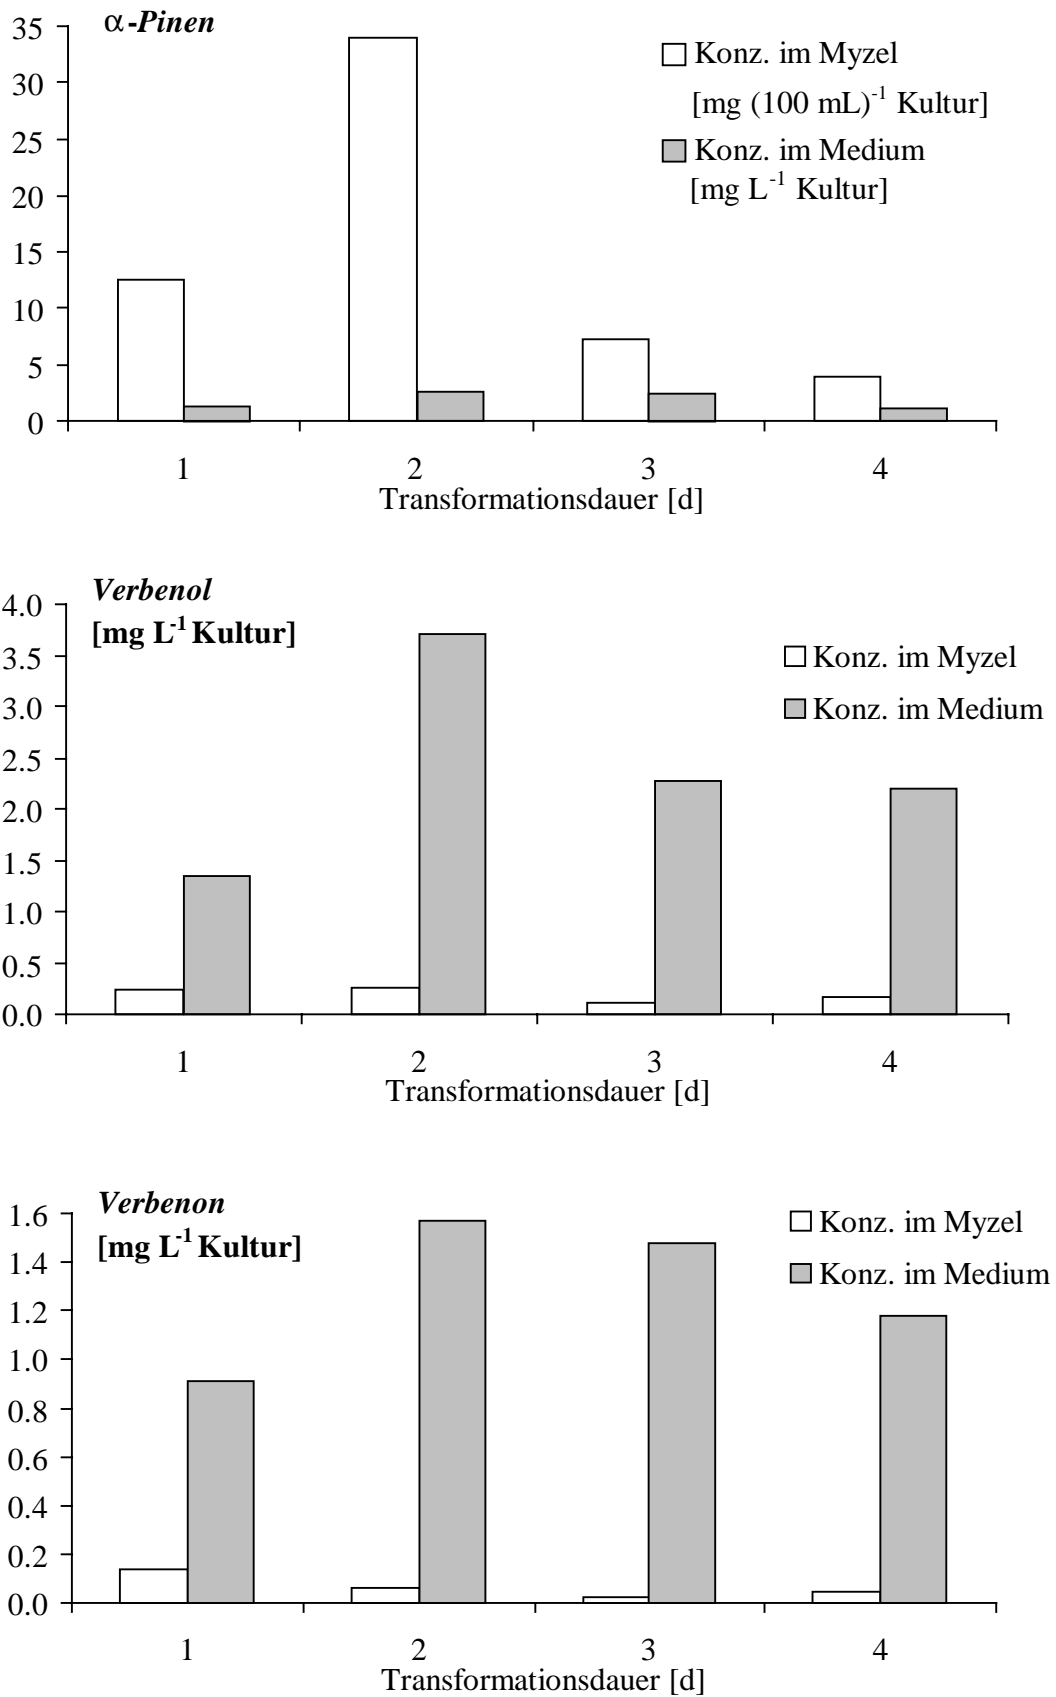 α-Pinen
35
30
25
20
15
10
5
0
Konz. im Myzel
[mg (100 mL)⁻¹ Kultur]
Konz. im Medium
[mg L⁻¹ Kultur]
1 2 3 4
Transformationsdauer [d]
Verbenol
[mg L⁻¹ Kultur]
4.0
3.5
3.0
2.5
2.0
1.5
1.0
0.5
0.0
Konz. im Myzel
Konz. im Medium
1 2 3 4
Transformationsdauer [d]
Verbenon
[mg L⁻¹ Kultur]
1.6
1.4
1.2
1.0
0.8
0.6
0.4
0.2
0.0
Konz. im Myzel
Konz. im Medium
1 2 3 4
Transformationsdauer [d]